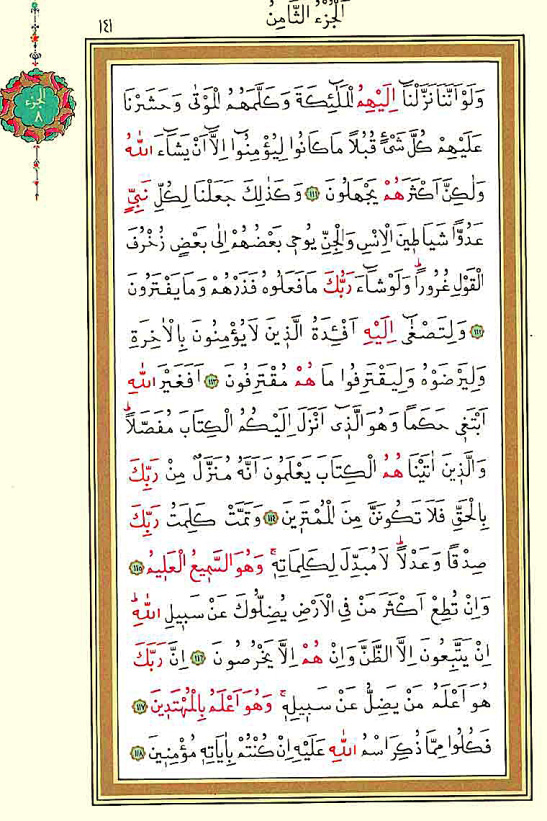 اَلْجُزْءُ الثَّامِنُ
١٤١
الجزء
٨
وَلَوْ اَنَّنَا نَزَّلْنَٓا اِلَيْهِمُ الْمَلٰٓئِكَةَ وَكَلَّمَهُمُ الْمَوْتٰى وَحَشَرْنَا
عَلَيْهِمْ كُلَّ شَىْءٍ قُبُلًا مَا كَانُوا لِيُؤْمِنُٓوا اِلَّٓا اَنْ يَشَٓاءَ اللّٰهُ
وَلٰكِنَّ اَكْثَرَهُمْ يَجْهَلُونَ ﴿١١١﴾ وَكَذٰلِكَ جَعَلْنَا لِكُلِّ نَبِىٍّ
عَدُوًّا شَيَاطٖينَ الْاِنْسِ وَالْجِنِّ يُوحٖى بَعْضُهُمْ اِلٰى بَعْضٍ زُخْرُفَ
الْقَوْلِ غُرُورًاؕ وَلَوْ شَٓاءَ رَبُّكَ مَا فَعَلُوهُ فَذَرْهُمْ وَمَا يَفْتَرُونَ
﴿١١٢﴾ وَلِتَصْغٰٓى اِلَيْهِ اَفْـِٔدَةُ الَّذٖينَ لَا يُؤْمِنُونَ بِالْاٰخِرَةِ
وَلِيَرْضَوْهُ وَلِيَقْتَرِفُوا مَا هُمْ مُقْتَرِفُونَ ﴿١١٣﴾ اَفَغَيْرَ اللّٰهِ
اَبْتَغٖى حَكَمًا وَهُوَ الَّذٖٓى اَنْزَلَ اِلَيْكُمُ الْكِتَابَ مُفَصَّلًاؕ
وَالَّذٖينَ اٰتَيْنَاهُمُ الْكِتَابَ يَعْلَمُونَ اَنَّهُ مُنَزَّلٌ مِنْ رَبِّكَ
بِالْحَقِّ فَلَا تَكُونَنَّ مِنَ الْمُمْتَرٖينَ ﴿١١٤﴾ وَتَمَّتْ كَلِمَتُ رَبِّكَ
صِدْقًا وَعَدْلًاؕ لَا مُبَدِّلَ لِكَلِمَاتِهٖۚ وَهُوَ السَّمٖيعُ الْعَلٖيمُ ﴿١١٥﴾
وَاِنْ تُطِعْ اَكْثَرَ مَنْ فِى الْاَرْضِ يُضِلُّوكَ عَنْ سَبٖيلِ اللّٰهِؕ
اِنْ يَتَّبِعُونَ اِلَّا الظَّنَّ وَاِنْ هُمْ اِلَّا يَخْرُصُونَ ﴿١١٦﴾ اِنَّ رَبَّكَ
هُوَ اَعْلَمُ مَنْ يَضِلُّ عَنْ سَبٖيلِهٖۚ وَهُوَ اَعْلَمُ بِالْمُهْتَدٖينَ ﴿١١٧﴾
فَكُلُوا مِمَّا ذُكِرَ اسْمُ اللّٰهِ عَلَيْهِ اِنْ كُنْتُمْ بِاٰيَاتِهٖ مُؤْمِنٖينَ ﴿١١٨﴾